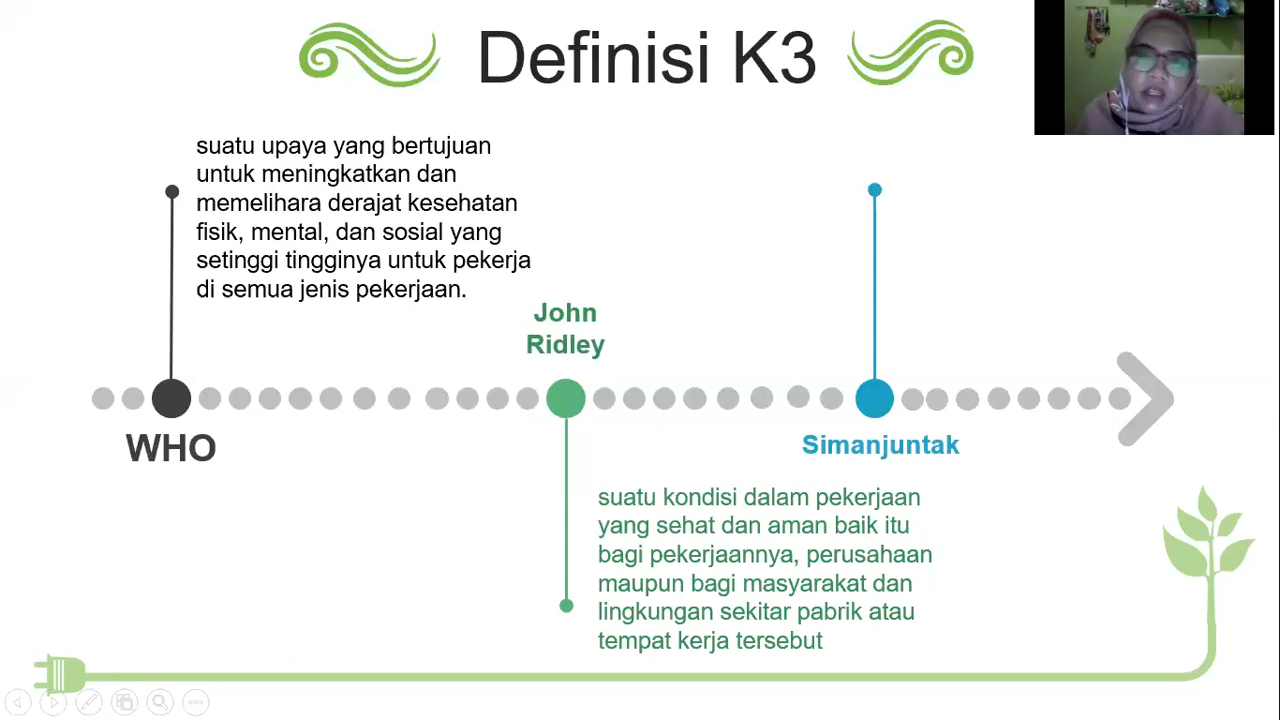 Definisi K3
suatu upaya yang bertujuan
untuk meningkatkan dan
memelihara derajat kesehatan
fisik, mental, dan sosial yang
setinggi tingginya untuk pekerja
di semua jenis pekerjaan.
WHO
John
Ridley
suatu kondisi dalam pekerjaan
yang sehat dan aman baik itu
bagi pekerjaannya, perusahaan
maupun bagi masyarakat dan
lingkungan sekitar pabrik atau
tempat kerja tersebut
Simanjuntak